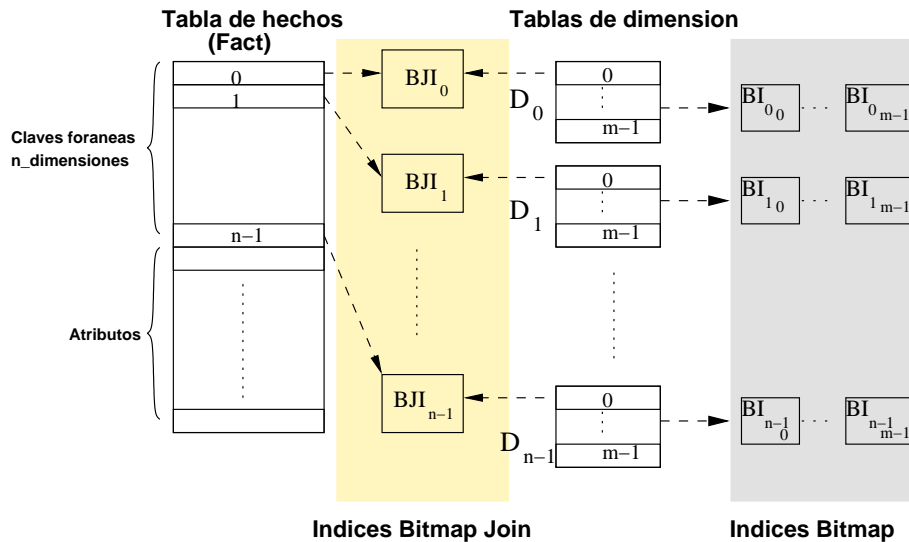 Tabla de hechos
(Fact)
Tablas de dimension
Claves foraneas
n_dimensiones
Atributos
0
1
n−1
BJI0
BJI1
BJIn−1
D0
0
m−1
D1
0
m−1
Dn−1
0
m−1
BI00
BI0m−1
BI10
BI1m−1
BIn−10
BIn−1m−1
Indices Bitmap Join
Indices Bitmap